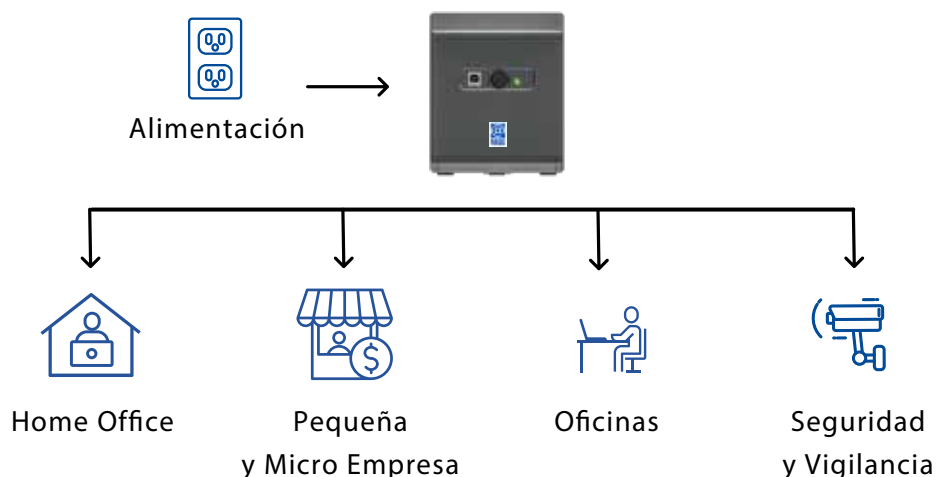 Alimentación
Home Office
Pequeña
y Micro Empresa
Oficinas
Seguridad
y Vigilancia